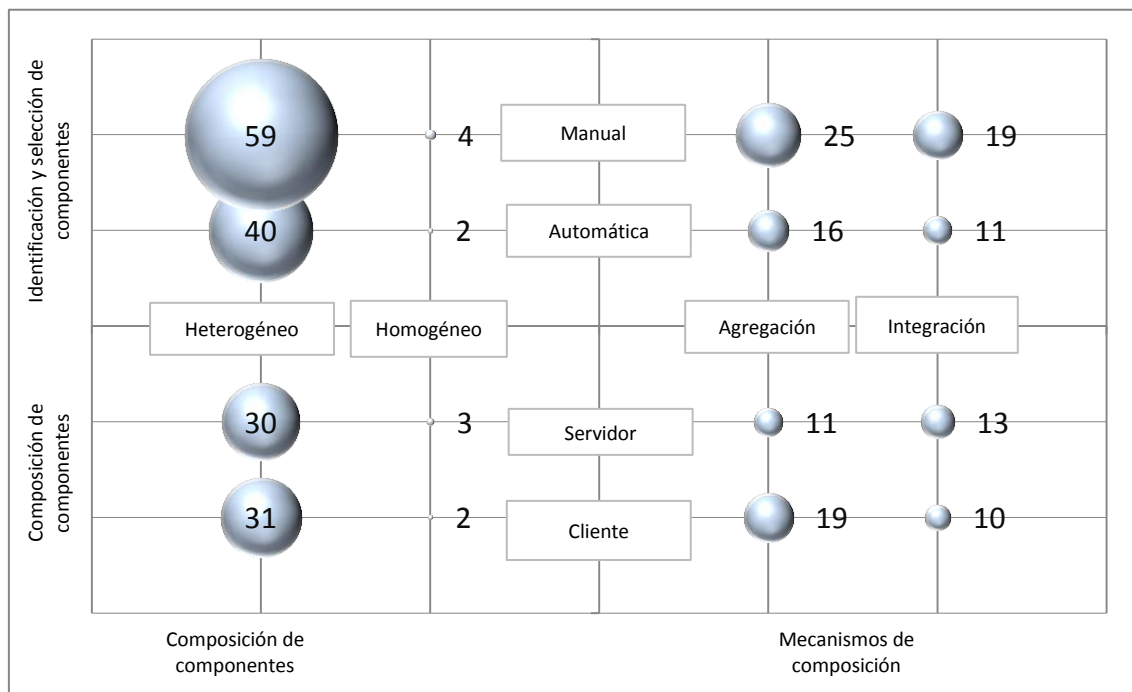 Identificación y selección de
componentes
59
4
Manual
25
19
40
2
Automática
16
11
Heterogéneo
Homogéneo
Agregación
Integración
Composición de
componentes
30
3
Servidor
11
13
31
2
Cliente
19
10
Composición de
componentes
Mecanismos de
composición